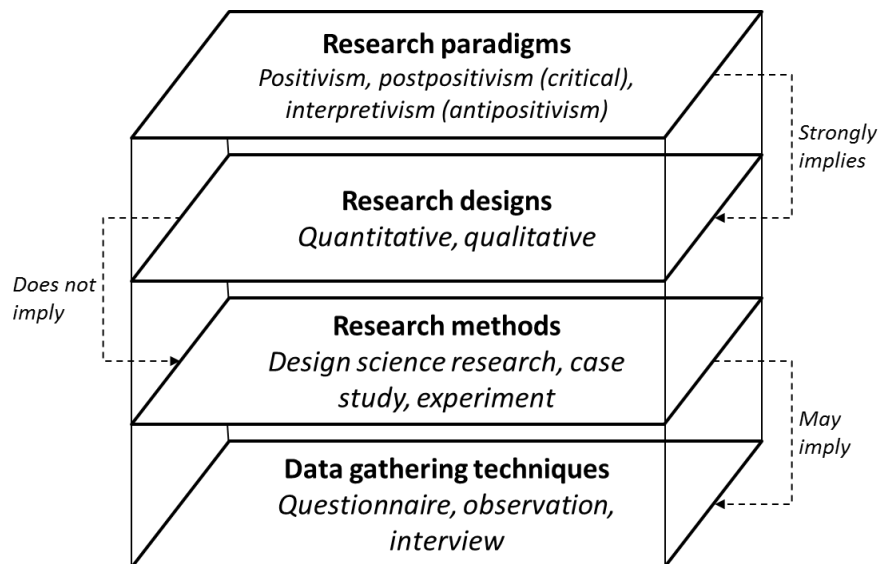 Research paradigms
Positivism, postpositivism (critical),
interpretivism (antipositivism)
Strongly
implies
Research designs
Quantitative, qualitative
Does not
imply
Research methods
Design science research, case
study, experiment
May
imply
Data gathering techniques
Questionnaire, observation,
interview